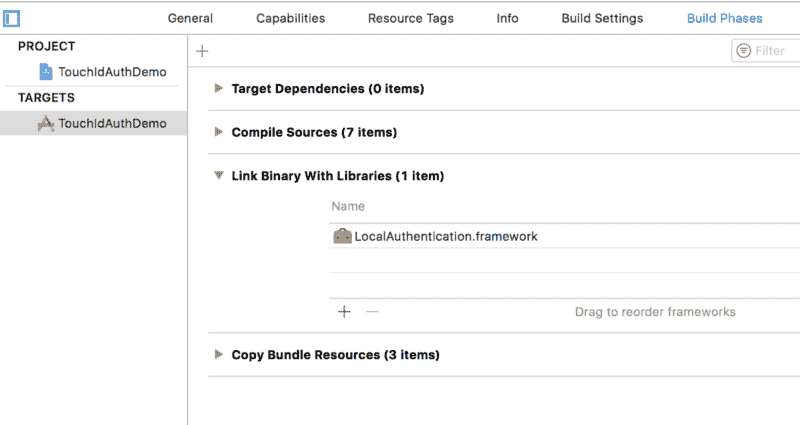 General Capabilities Resource Tags Info Build Settings Build Phases
PROJECT
TouchIdAuthDemo
TARGETS
TouchIdAuthDemo
Filter
Target Dependencies (0 items)
Compile Sources (7 items)
Link Binary With Libraries (1 item)
Name
LocalAuthentication.framework
Drag to reorder frameworks
Copy Bundle Resources (3 items)